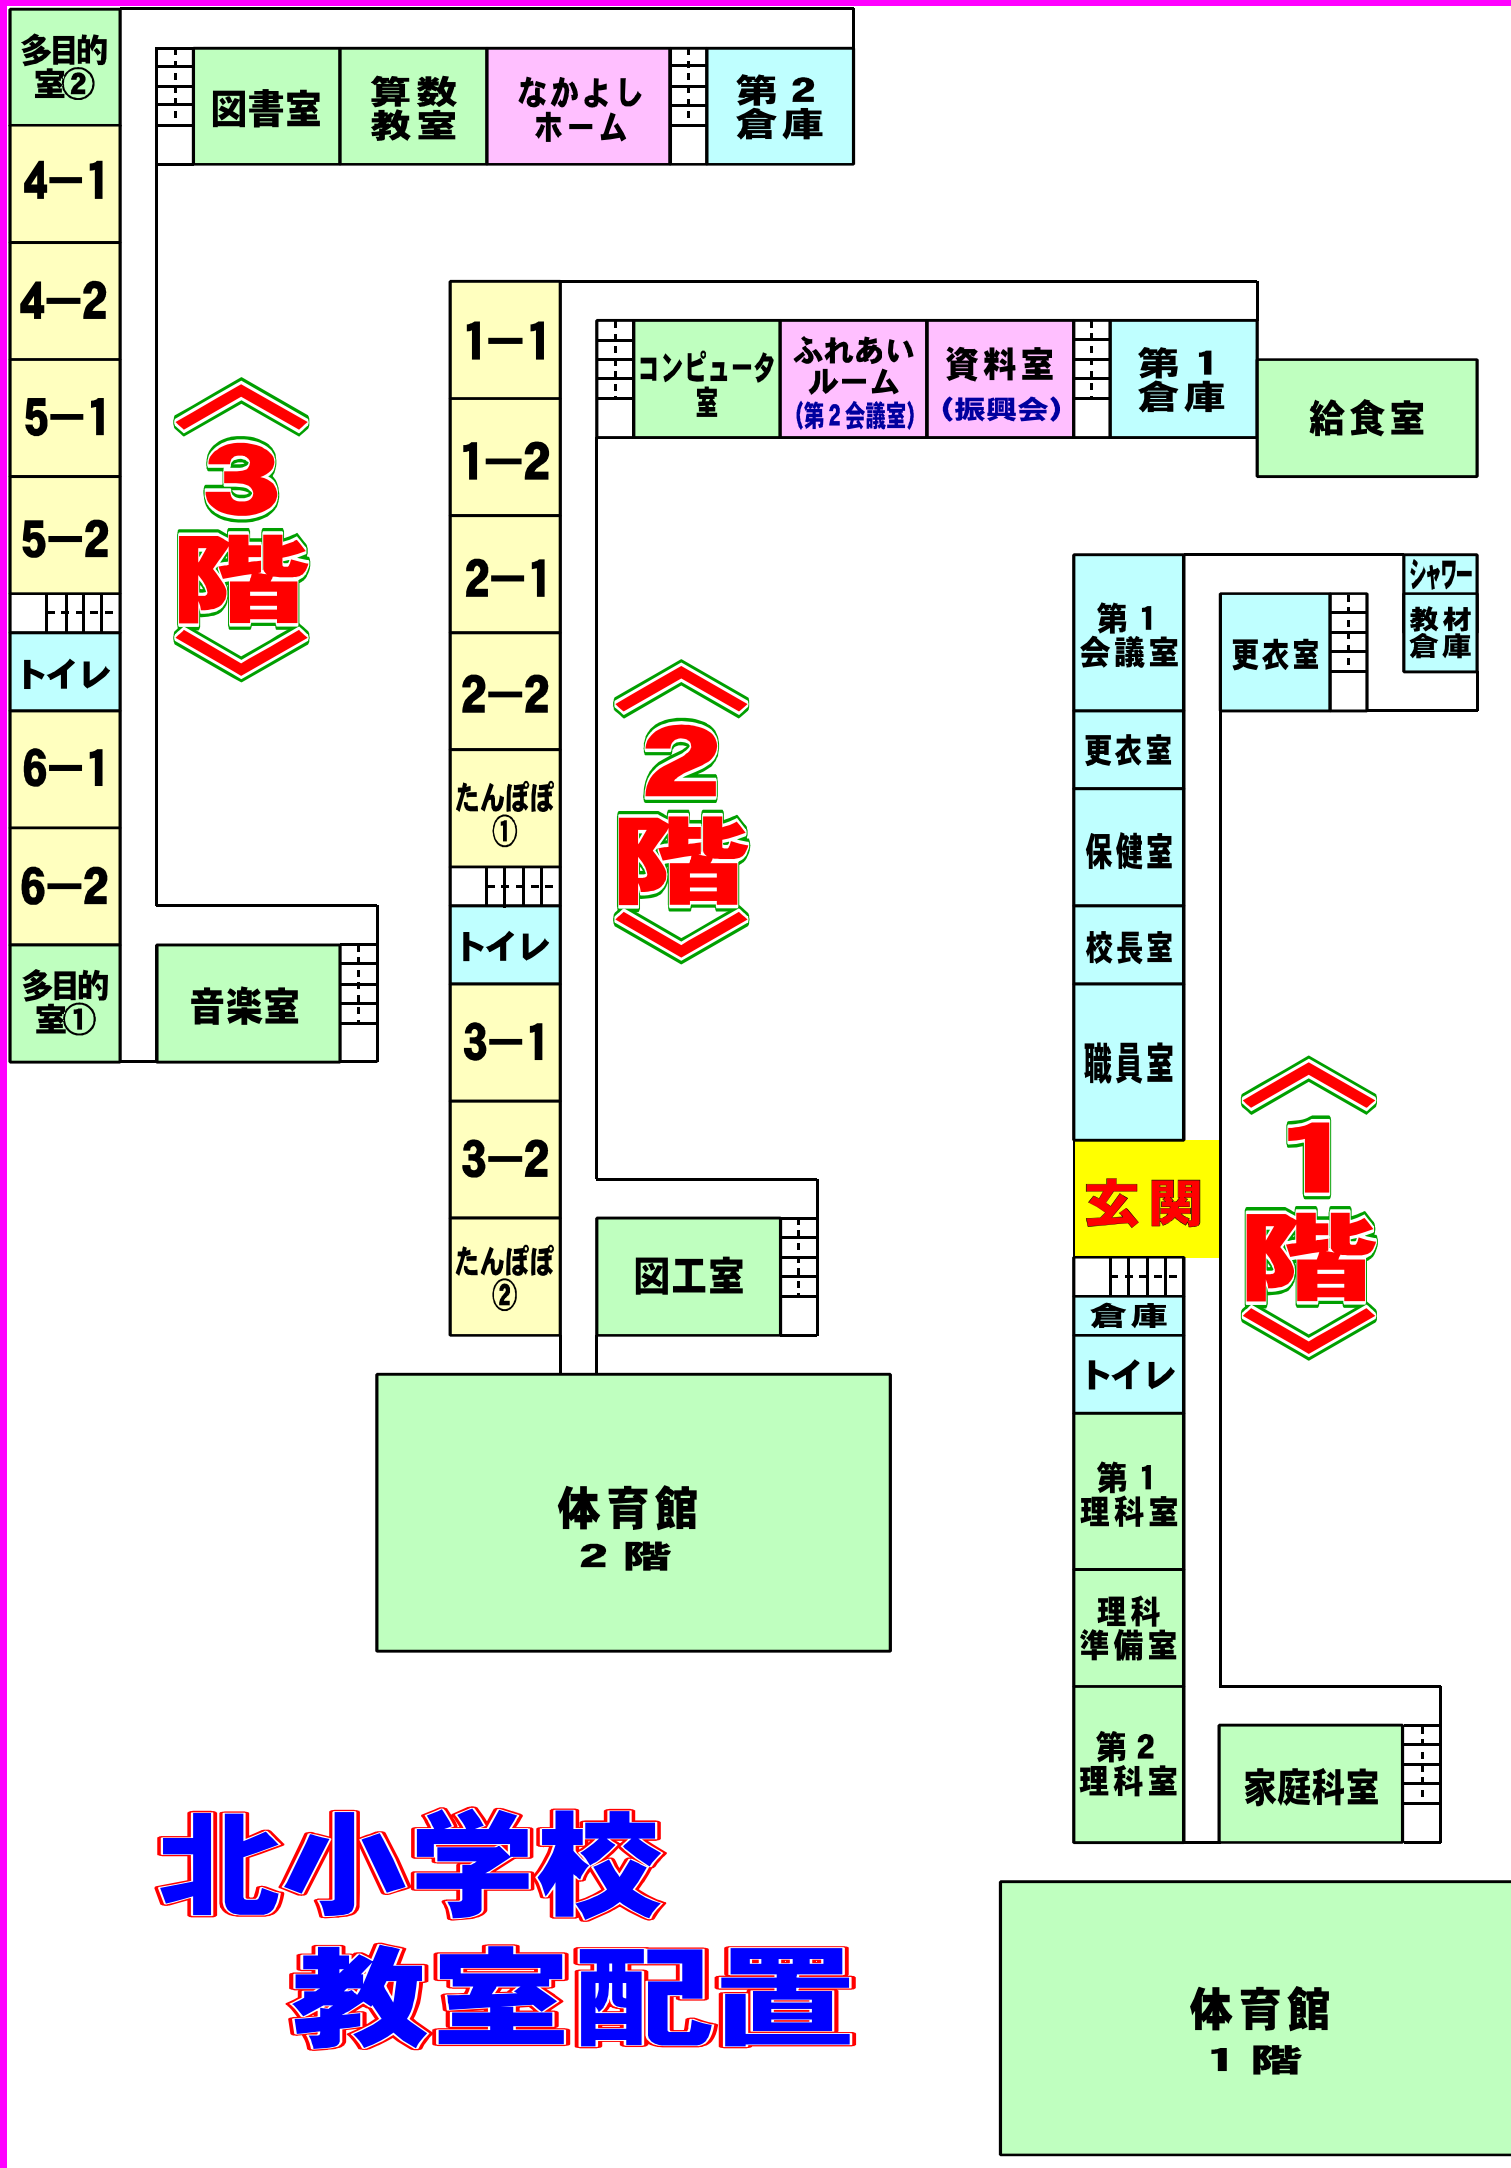 多目的
室②
4－1
4－2
5－1
5－2
トイレ
6－1
6－2
多目的
室①
図書室
算数
教室
なかよし
ホーム
第２
倉庫
音楽室
《3階》
1－1
1－2
2－1
2－2
たんぽぽ
①
トイレ
3－1
3－2
たんぽぽ
②
コンピュータ
室
ふれあい
ルーム
(第２会議室)
資料室
(振興会)
第１
倉庫
給食室
図工室
体育館
２階
《2階》
第１
会議室
更衣室
保健室
校長室
職員室
玄関
倉庫
トイレ
第１
理科室
理科
準備室
第２
理科室
更衣室
シャワー
教材
倉庫
家庭科室
体育館
１階
《1階》
北小学校
教室配置